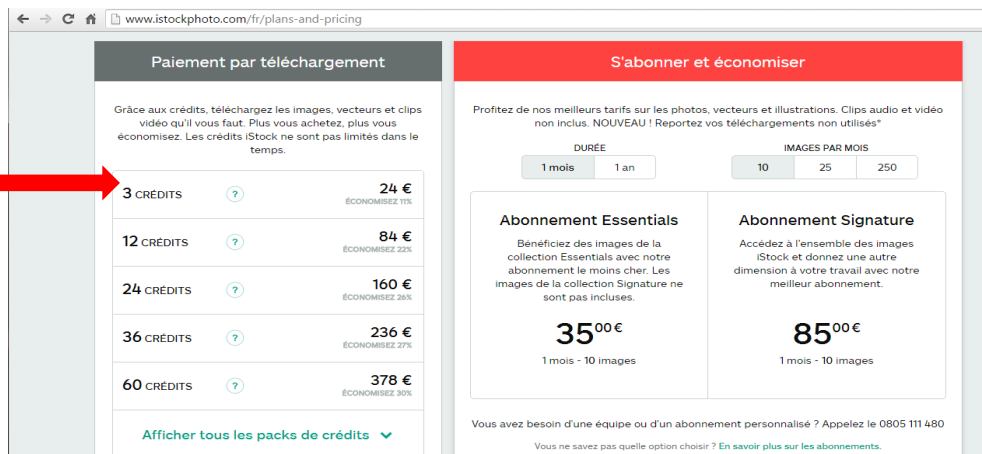 www.istockphoto.com/fr/plans-and-pricing
Paiement par téléchargement
Grâce aux crédits, téléchargez les images, vecteurs et clips
vidéo qu'il vous faut. Plus vous achetez, plus vous
économisez. Les crédits iStock ne sont pas limités dans le
temps.
3 CRÉDITS ? 24 €
ÉCONOMISEZ 11%
12 CRÉDITS ? 84 €
ÉCONOMISEZ 22%
24 CRÉDITS ? 160 €
ÉCONOMISEZ 26%
36 CRÉDITS ? 236 €
ÉCONOMISEZ 27%
60 CRÉDITS ? 378 €
ÉCONOMISEZ 30%
Afficher tous les packs de crédits
S'abonner et économiser
Profitez de nos meilleurs tarifs sur les photos, vecteurs et illustrations. Clips audio et vidéo
non inclus. NOUVEAU ! Reportez vos téléchargements non utilisés*
DURÉE
1 mois 1 an
IMAGES PAR MOIS
10 25 250
Abonnement Essentials
Bénéficiez des images de la
collection Essentials avec notre
abonnement le moins cher. Les
images de la collection Signature ne
sont pas incluses.
35⁰⁰€
1 mois - 10 images
Abonnement Signature
Accédez à l'ensemble des images
iStock et donnez une autre
dimension à votre travail avec notre
meilleur abonnement.
85⁰⁰€
1 mois - 10 images
Vous avez besoin d'une équipe ou d'un abonnement personnalisé ? Appelez le 0805 111 480
Vous ne savez pas quelle option choisir ? En savoir plus sur les abonnements.